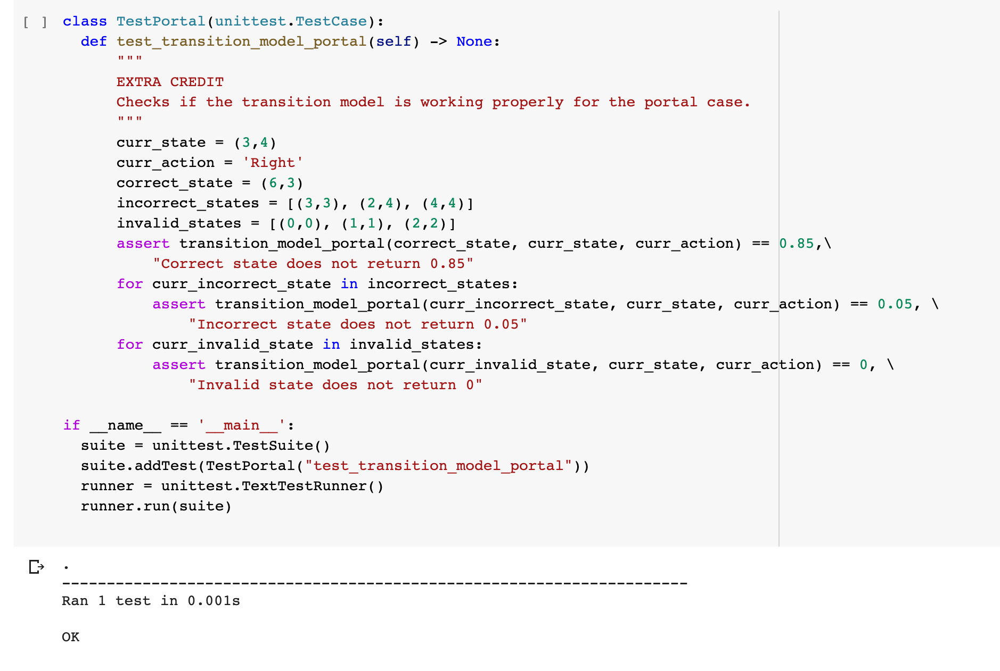 [ ] class TestPortal(unittest.TestCase):
  def test_transition_model_portal(self) -> None:
      """
      EXTRA CREDIT
      Checks if the transition model is working properly for the portal case.
      """
      curr_state = (3,4)
      curr_action = 'Right'
      correct_state = (6,3)
      incorrect_states = [(3,3), (2,4), (4,4)]
      invalid_states = [(0,0), (1,1), (2,2)]
      assert transition_model_portal(correct_state, curr_state, curr_action) == 0.85,\
          "Correct state does not return 0.85"
      for curr_incorrect_state in incorrect_states:
          assert transition_model_portal(curr_incorrect_state, curr_state, curr_action) == 0.05, \
              "Incorrect state does not return 0.05"
      for curr_invalid_state in invalid_states:
          assert transition_model_portal(curr_invalid_state, curr_state, curr_action) == 0, \
              "Invalid state does not return 0"
if __name__ == '__main__':
  suite = unittest.TestSuite()
  suite.addTest(TestPortal("test_transition_model_portal"))
  runner = unittest.TextTestRunner()
  runner.run(suite)
.
----------------------------------------------------------------------
Ran 1 test in 0.001s
OK